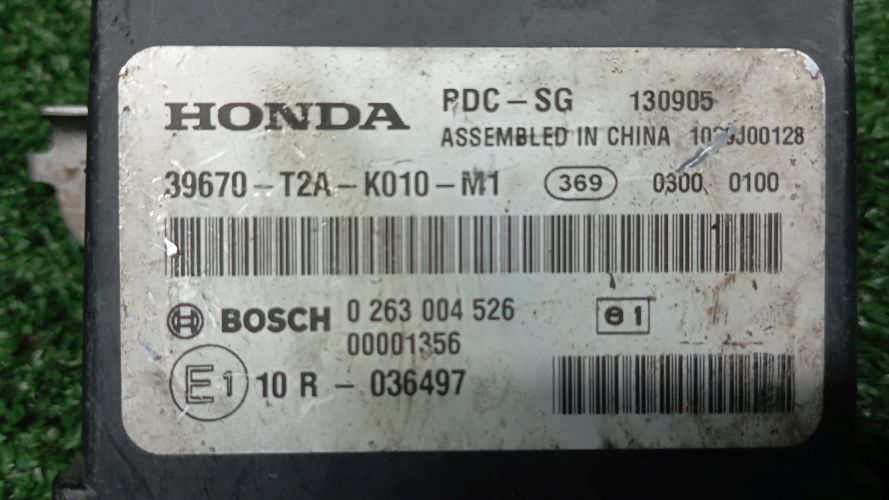 HONDA PDC-SG 130905
ASSEMBLED IN CHINA
39670-T2A-K010-M1 369 0300 0100
BOSCH 0 263 004 526 e1
00001356
E1 10 R - 036497